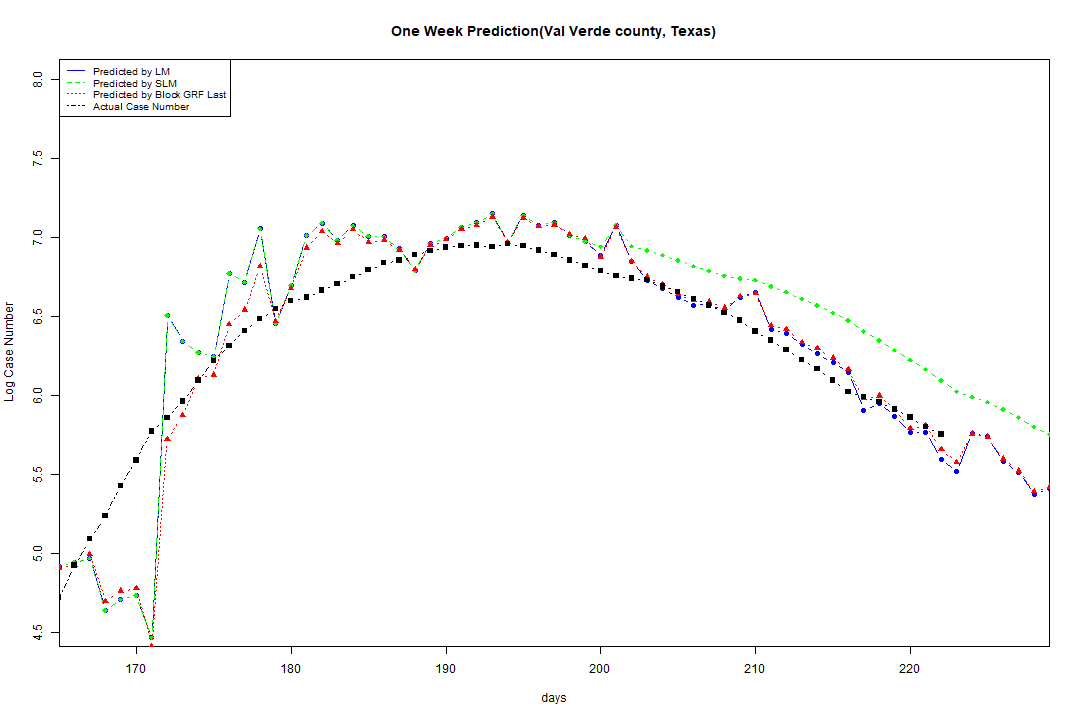 One Week Prediction(Val Verde county, Texas)
Predicted by LM
Predicted by SLM
Predicted by Block GRF Last
Actual Case Number
8.0
7.5
7.0
6.5
6.0
5.5
5.0
4.5
Log Case Number
170 180 190 200 210 220
days